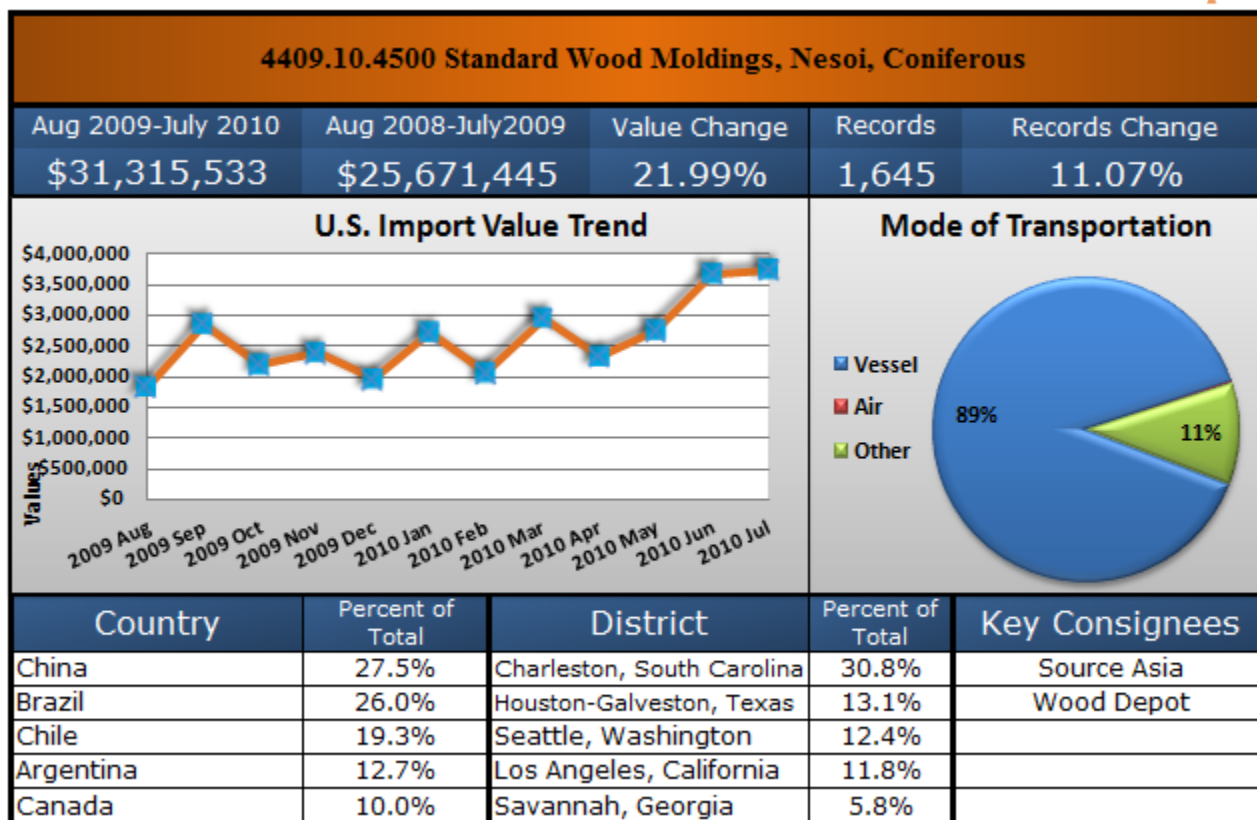 4409.10.4500 Standard Wood Moldings, Nesoi, Coniferous
Aug 2009-July 2010 Aug 2008-July2009 Value Change Records Records Change
$31,315,533 $25,671,445 21.99% 1,645 11.07%
U.S. Import Value Trend
$4,000,000
$3,500,000
$3,000,000
$2,500,000
$2,000,000
$1,500,000
$1,000,000
$500,000
$0
Values
2009 Aug 2009 Sep 2009 Oct 2009 Nov 2009 Dec 2010 Jan 2010 Feb 2010 Mar 2010 Apr 2010 May 2010 Jun 2010 Jul
Mode of Transportation
Vessel
Air
Other
89%
11%
Country Percent of Total District Percent of Total Key Consignees
China 27.5% Charleston, South Carolina 30.8% Source Asia
Brazil 26.0% Houston-Galveston, Texas 13.1% Wood Depot
Chile 19.3% Seattle, Washington 12.4%
Argentina 12.7% Los Angeles, California 11.8%
Canada 10.0% Savannah, Georgia 5.8%